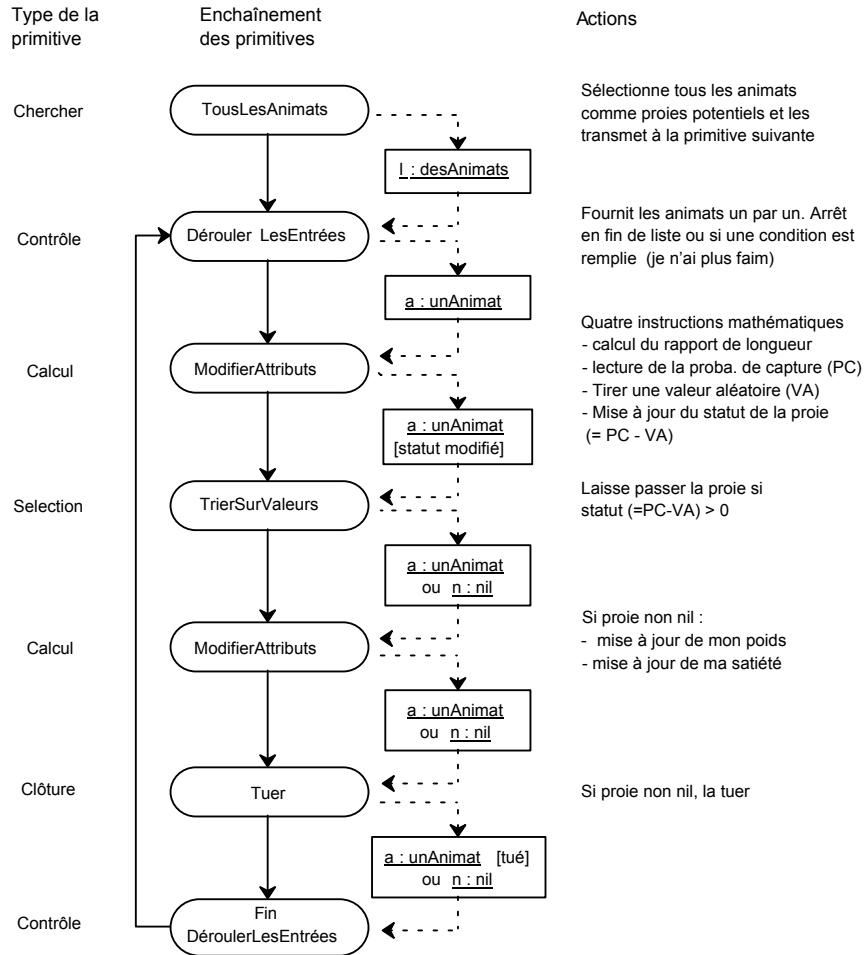 Type de la
primitive
Enchaînement
des primitives
Actions
Chercher
TousLesAnimats
Sélectionne tous les animats
comme proies potentiels et les
transmet à la primitive suivante
l : desAnimats
Contrôle
Dérouler LesEntrées
Fournit les animats un par un. Arrêt
en fin de liste ou si une condition est
remplie (je n'ai plus faim)
a : unAnimat
Calcul
ModifierAttributs
Quatre instructions mathématiques
- calcul du rapport de longueur
- lecture de la proba. de capture (PC)
- Tirer une valeur aléatoire (VA)
- Mise à jour du statut de la proie
(= PC - VA)
a : unAnimat
[statut modifié]
Selection
TrierSurValeurs
Laisse passer la proie si
statut (=PC-VA) > 0
a : unAnimat
ou n : nil
Calcul
ModifierAttributs
Si proie non nil :
- mise à jour de mon poids
- mise à jour de ma satiété
a : unAnimat
ou n : nil
Clôture
Tuer
Si proie non nil, la tuer
a : unAnimat [tué]
ou n : nil
Contrôle
Fin
DéroulerLesEntrées